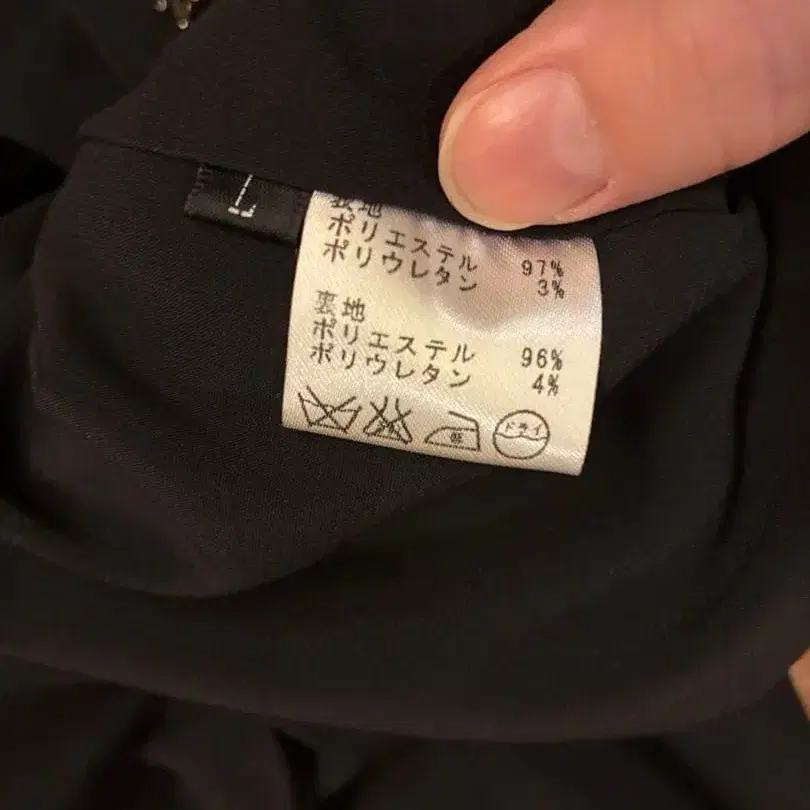 表地
ポリエステル 97%
ポリウレタン 3%
裏地
ポリエステル 96%
ポリウレタン 4%
ドライ